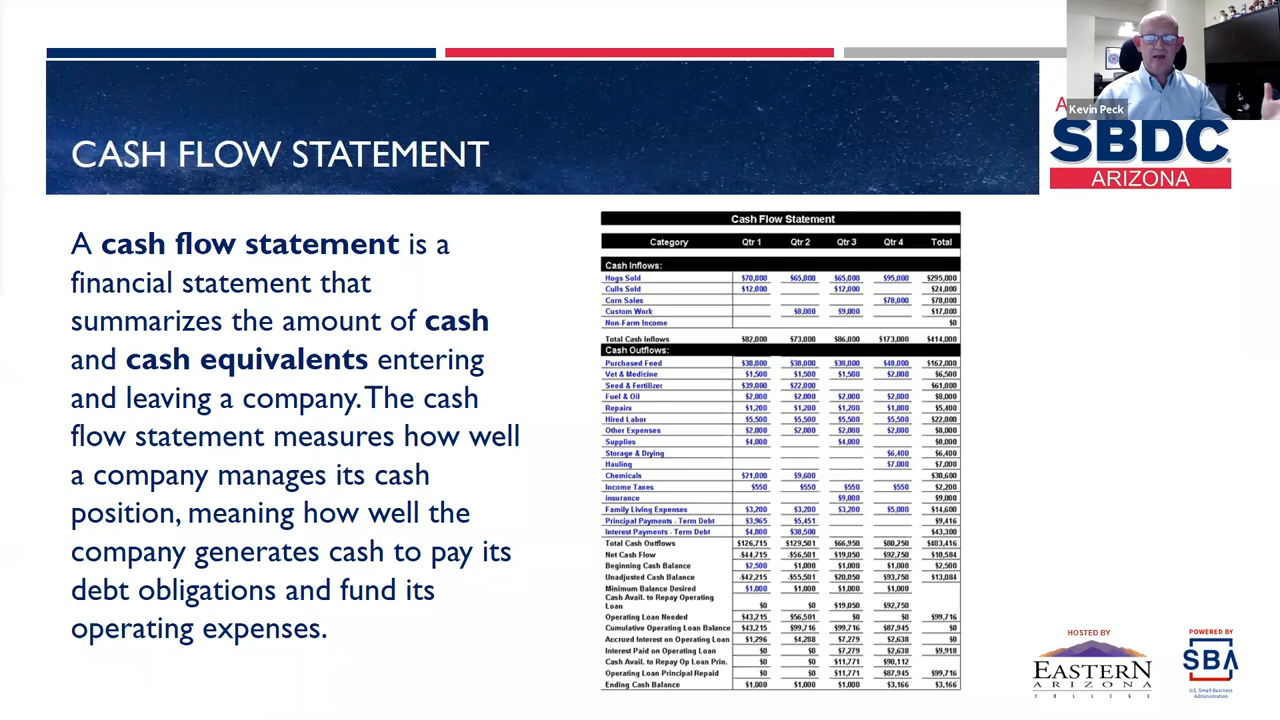 CASH FLOW STATEMENT
Kevin Peck
A
SBDC
ARIZONA
A cash flow statement is a
financial statement that
summarizes the amount of cash
and cash equivalents entering
and leaving a company. The cash
flow statement measures how well
a company manages its cash
position, meaning how well the
company generates cash to pay its
debt obligations and fund its
operating expenses.
Cash Flow Statement
Category Qtr 1 Qtr 2 Qtr 3 Qtr 4 Total
Cash Inflows:
Hogs Sold $70,000 $65,000 $65,000 $95,000 $295,000
Culls Sold $12,000 $12,000 $24,000
Corn Sales $78,000 $78,000
Custom Work $8,000 $9,000 $17,000
Non-Farm Income $0
Total Cash Inflows $82,000 $73,000 $86,000 $173,000 $414,000
Cash Outflows:
Purchased Feed $38,000 $38,000 $38,000 $48,000 $162,000
Vet & Medicine $1,500 $1,500 $1,500 $2,000 $6,500
Seed & Fertilizer $39,000 $22,000 $61,000
Fuel & Oil $2,000 $2,000 $2,000 $2,000 $8,000
Repairs $1,200 $1,200 $1,200 $1,800 $5,400
Hired Labor $5,500 $5,500 $5,500 $5,500 $22,000
Other Expenses $2,000 $2,000 $2,000 $2,000 $8,000
Supplies $4,000 $4,000 $8,000
Storage & Drying $6,400 $6,400
Hauling $7,000 $7,000
Chemicals $21,000 $9,600 $30,600
Income Taxes $550 $550 $550 $550 $2,200
insurance $9,000 $9,000
Family Living Expenses $3,200 $3,200 $3,200 $5,000 $14,600
Principal Payments - Term Debt $3,965 $5,451 $9,416
Interest Payments - Term Debt $4,800 $38,500 $43,300
Total Cash Outflows $126,715 $129,501 $66,950 $80,250 $403,416
Net Cash Flow -$44,715 -$56,501 $19,050 $92,750 $10,584
Beginning Cash Balance $2,500 $1,000 $1,000 $1,000 $2,500
Unadjusted Cash Balance -$42,215 -$55,501 $20,050 $93,750 $13,084
Minimum Balance Desired $1,000 $1,000 $1,000 $1,000
Cash Avail. to Repay Operating
Loan $0 $0 $19,050 $92,750
Operating Loan Needed $43,215 $56,501 $0 $0 $99,716
Cumulative Operating Loan Balance $43,215 $99,716 $99,716 $87,945 $0
Accrued Interest on Operating Loan $1,296 $4,288 $7,279 $2,638 $0
Interest Paid on Operating Loan $0 $0 $7,279 $2,638 $9,918
Cash Avail. to Repay Op Loan Prin. $0 $0 $11,771 $90,112
Operating Loan Principal Repaid $0 $0 $11,771 $87,945 $99,716
Ending Cash Balance $1,000 $1,000 $1,000 $3,166 $3,166
HOSTED BY
EASTERN
ARIZONA
COLLEGE
POWERED BY
SBA
U.S. Small Business
Administration